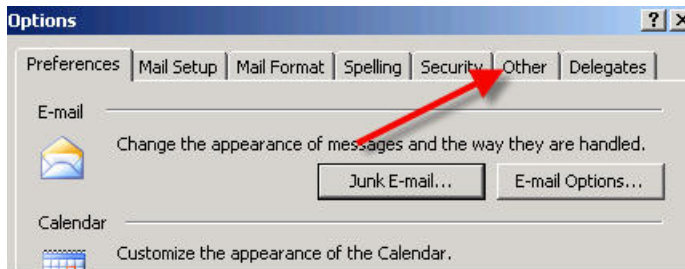 Options
Preferences Mail Setup Mail Format Spelling Security Other Delegates
E-mail
Change the appearance of messages and the way they are handled.
Junk E-mail... E-mail Options...
Calendar
Customize the appearance of the Calendar.